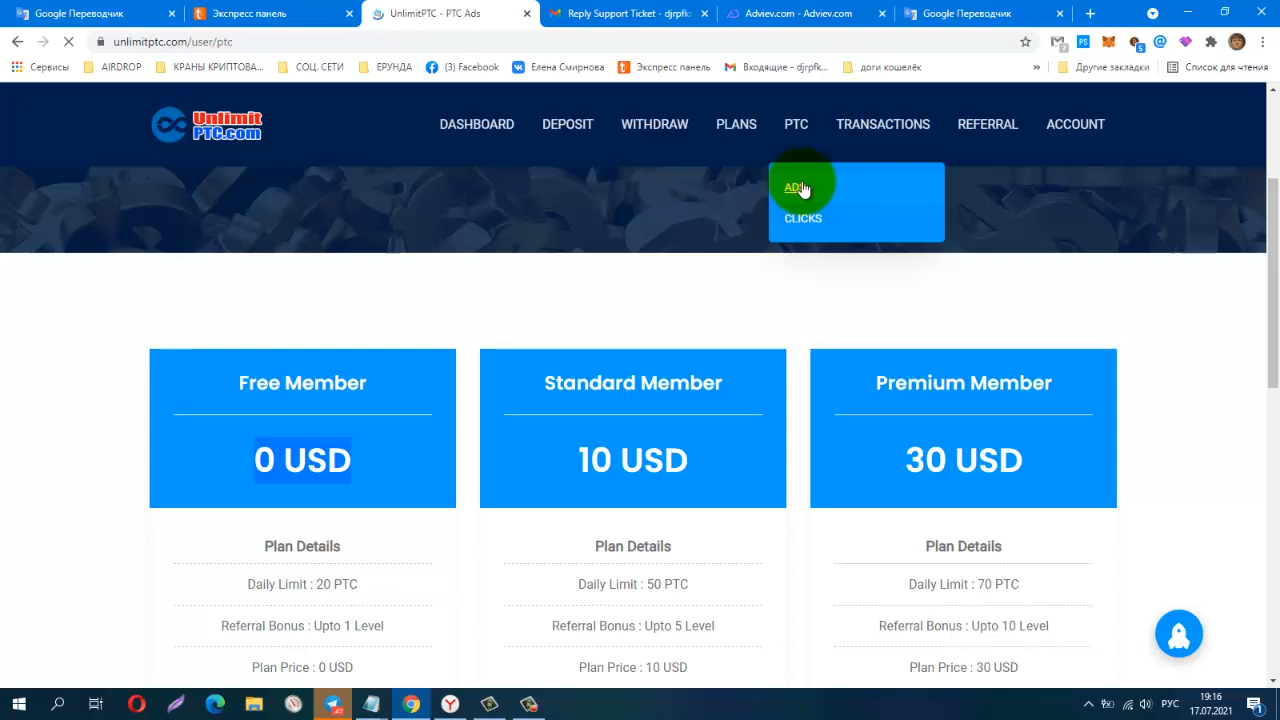 Google Переводчик
Экспресс панель
UnlimitPTC - PTC Ads
Reply Support Ticket - djrpfk
Adviev.com - Adviev.com
Google Переводчик
unlimitptc.com/user/ptc
Сервисы
AIRDROP
КРАНЫ КРИПТОВА...
СОЦ. СЕТИ
ЕРУНДА
(3) Facebook
Елена Смирнова
Экспресс панель
Входящие - djrpfk...
доги кошелёк
»
Другие закладки
Список для чтения
Unlimit
PTC.com
DASHBOARD
DEPOSIT
WITHDRAW
PLANS
PTC
TRANSACTIONS
REFERRAL
ACCOUNT
CLICKS
Free Member
0 USD
Plan Details
Daily Limit : 20 PTC
Referral Bonus : Upto 1 Level
Plan Price : 0 USD
Standard Member
10 USD
Plan Details
Daily Limit : 50 PTC
Referral Bonus : Upto 5 Level
Plan Price : 10 USD
Premium Member
30 USD
Plan Details
Daily Limit : 70 PTC
Referral Bonus : Upto 10 Level
Plan Price : 30 USD
РУС
19:16
17.07.2021